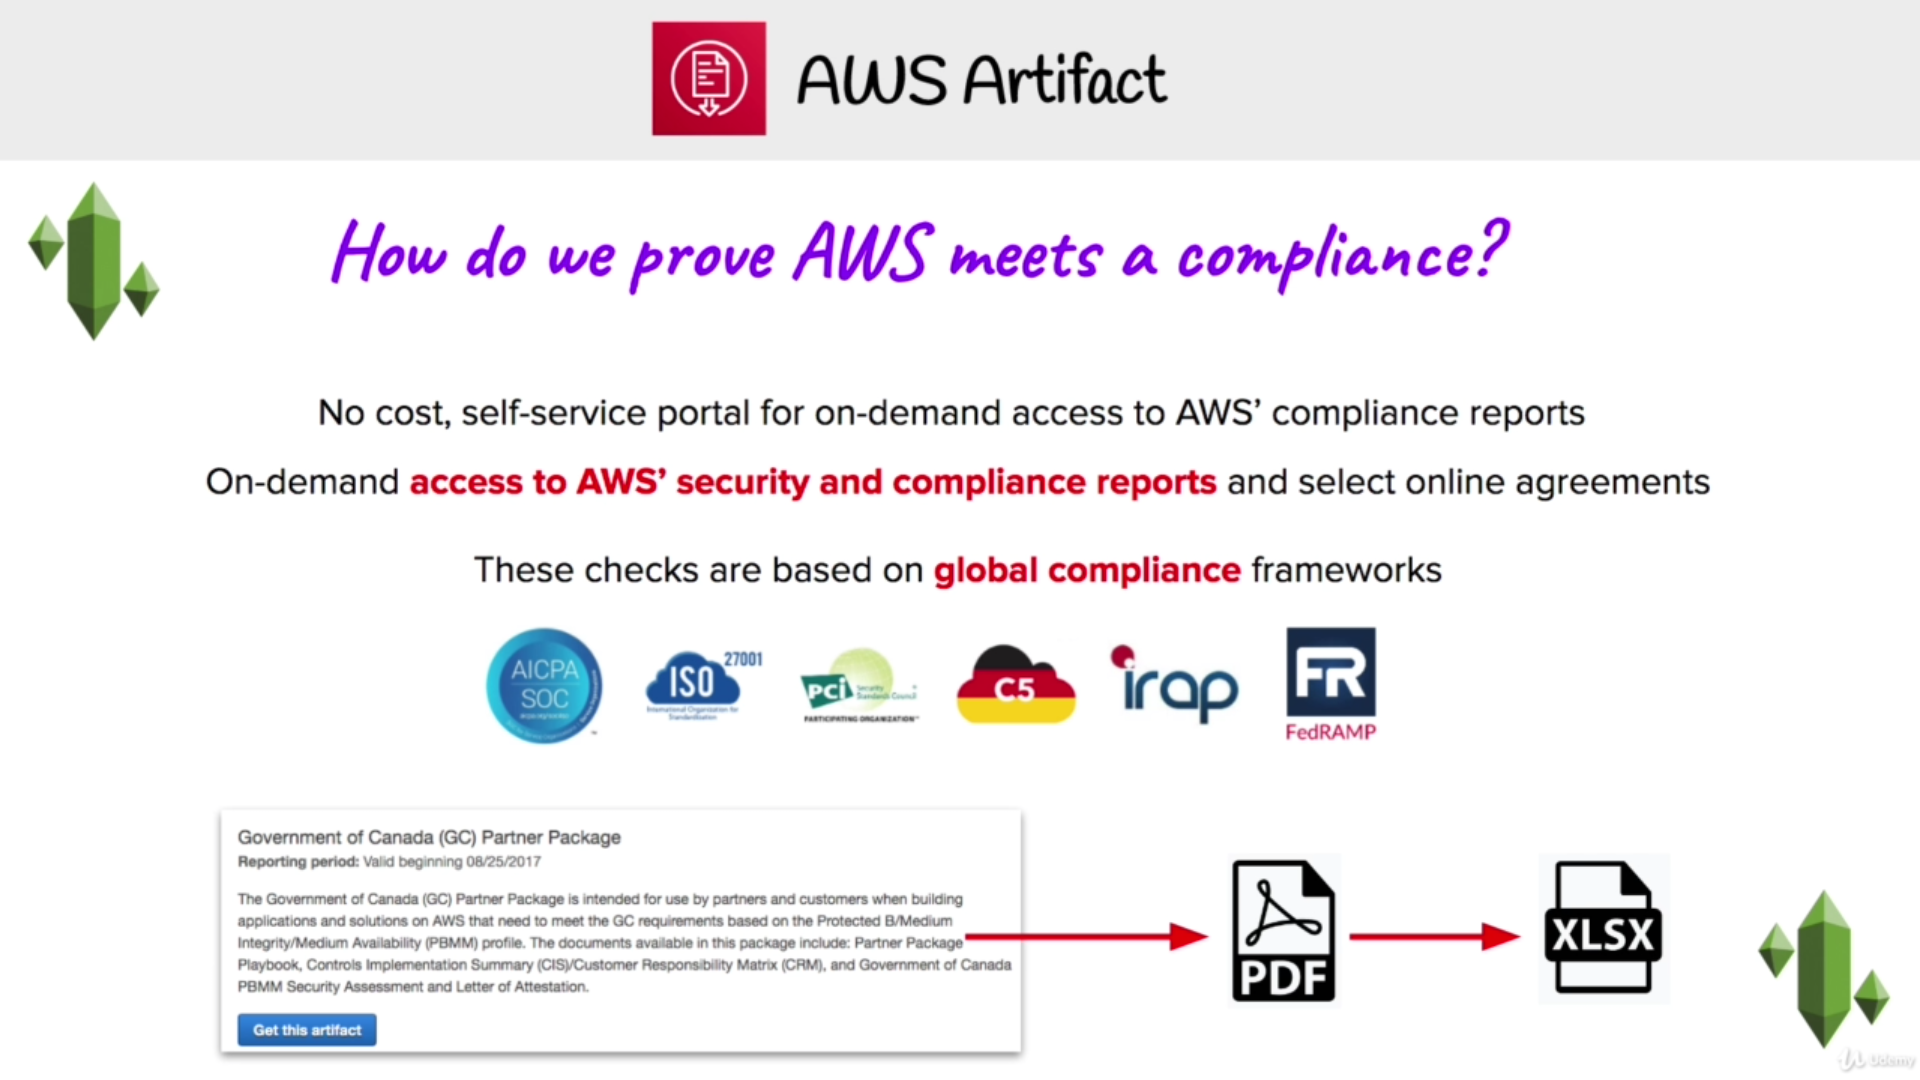 AWS Artifact
How do we prove AWS meets a compliance?
No cost, self-service portal for on-demand access to AWS’ compliance reports
On-demand access to AWS’ security and compliance reports and select online agreements
These checks are based on global compliance frameworks
AICPA
SOC
ISO
27001
International Organization for
Standardisation
PCi
Security
Standards Council
PARTICIPATING ORGANIZATION™
C5
irap
FR
FedRAMP
Government of Canada (GC) Partner Package
Reporting period: Valid beginning 08/25/2017
The Government of Canada (GC) Partner Package is intended for use by partners and customers when building
applications and solutions on AWS that need to meet the GC requirements based on the Protected B/Medium
Integrity/Medium Availability (PBMM) profile. The documents available in this package include: Partner Package
Playbook, Controls Implementation Summary (CIS)/Customer Responsibility Matrix (CRM), and Government of Canada
PBMM Security Assessment and Letter of Attestation.
Get this artifact
PDF
XLSX
Udemy